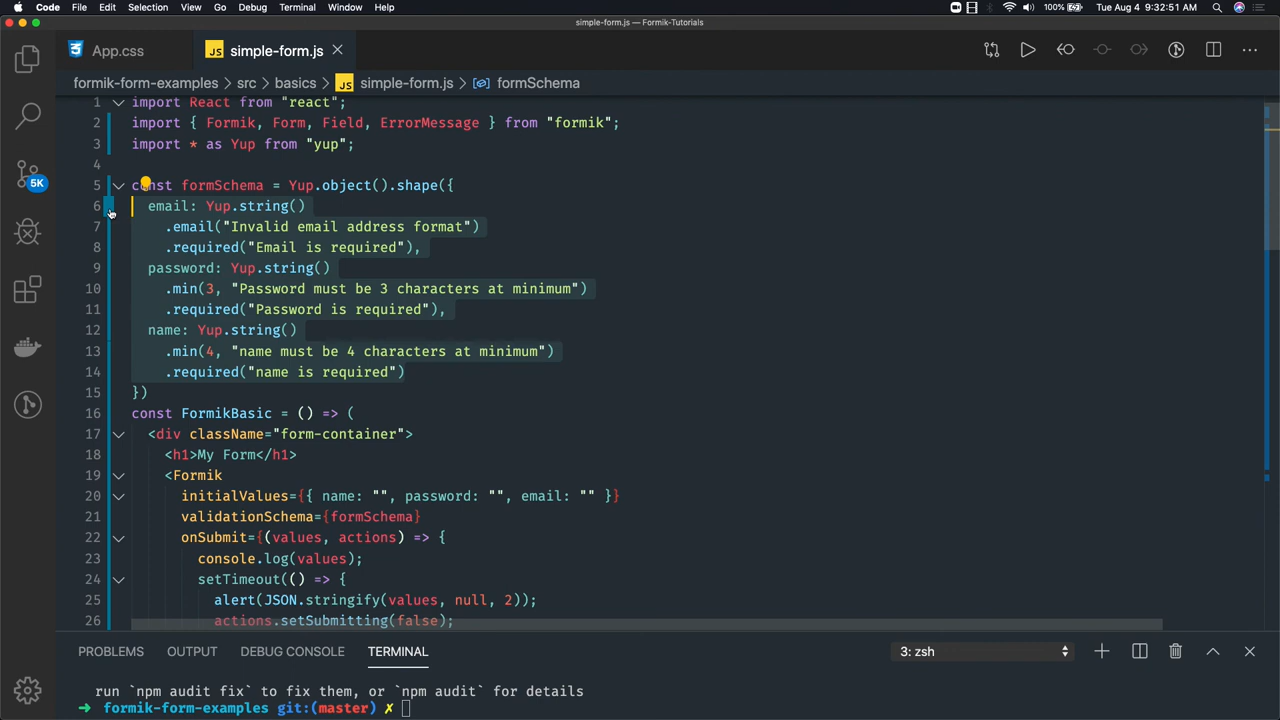 Code File Edit Selection View Go Debug Terminal Window Help 100% Tue Aug 4 9:32:51 AM
simple-form.js — Formik-Tutorials
App.css JS simple-form.js
formik-form-examples > src > basics > JS simple-form.js > formSchema
1 import React from "react";
2 import { Formik, Form, Field, ErrorMessage } from "formik";
3 import * as Yup from "yup";
4
5 const formSchema = Yup.object().shape({
6 email: Yup.string()
7 .email("Invalid email address format")
8 .required("Email is required"),
9 password: Yup.string()
10 .min(3, "Password must be 3 characters at minimum")
11 .required("Password is required"),
12 name: Yup.string()
13 .min(4, "name must be 4 characters at minimum")
14 .required("name is required")
15 })
16 const FormikBasic = () => (
17 <div className="form-container">
18 <h1>My Form</h1>
19 <Formik
20 initialValues={{ name: "", password: "", email: "" }}
21 validationSchema={formSchema}
22 onSubmit={(values, actions) => {
23 console.log(values);
24 setTimeout(() => {
25 alert(JSON.stringify(values, null, 2));
26 actions.setSubmitting(false);
5K
PROBLEMS OUTPUT DEBUG CONSOLE TERMINAL 3: zsh
run `npm audit fix` to fix them, or `npm audit` for details
→ formik-form-examples git:(master) ✗